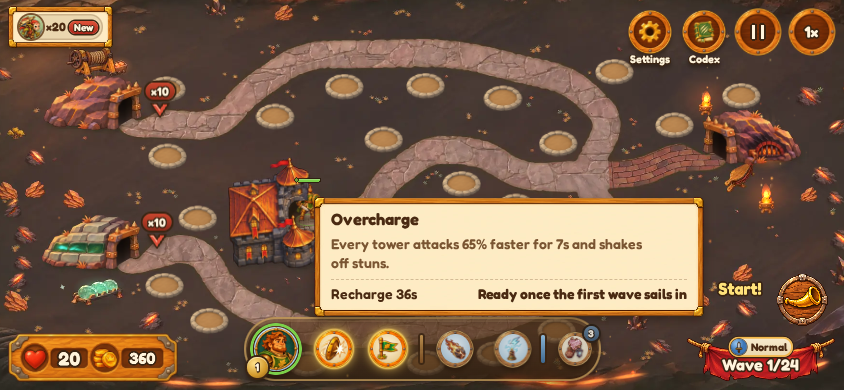 ×20 New
Settings
Codex
1×
×10
×10
Overcharge
Every tower attacks 65% faster for 7s and shakes
off stuns.
Recharge 36s
Ready once the first wave sails in
Start!
20
360
1
3
Normal
Wave 1/24